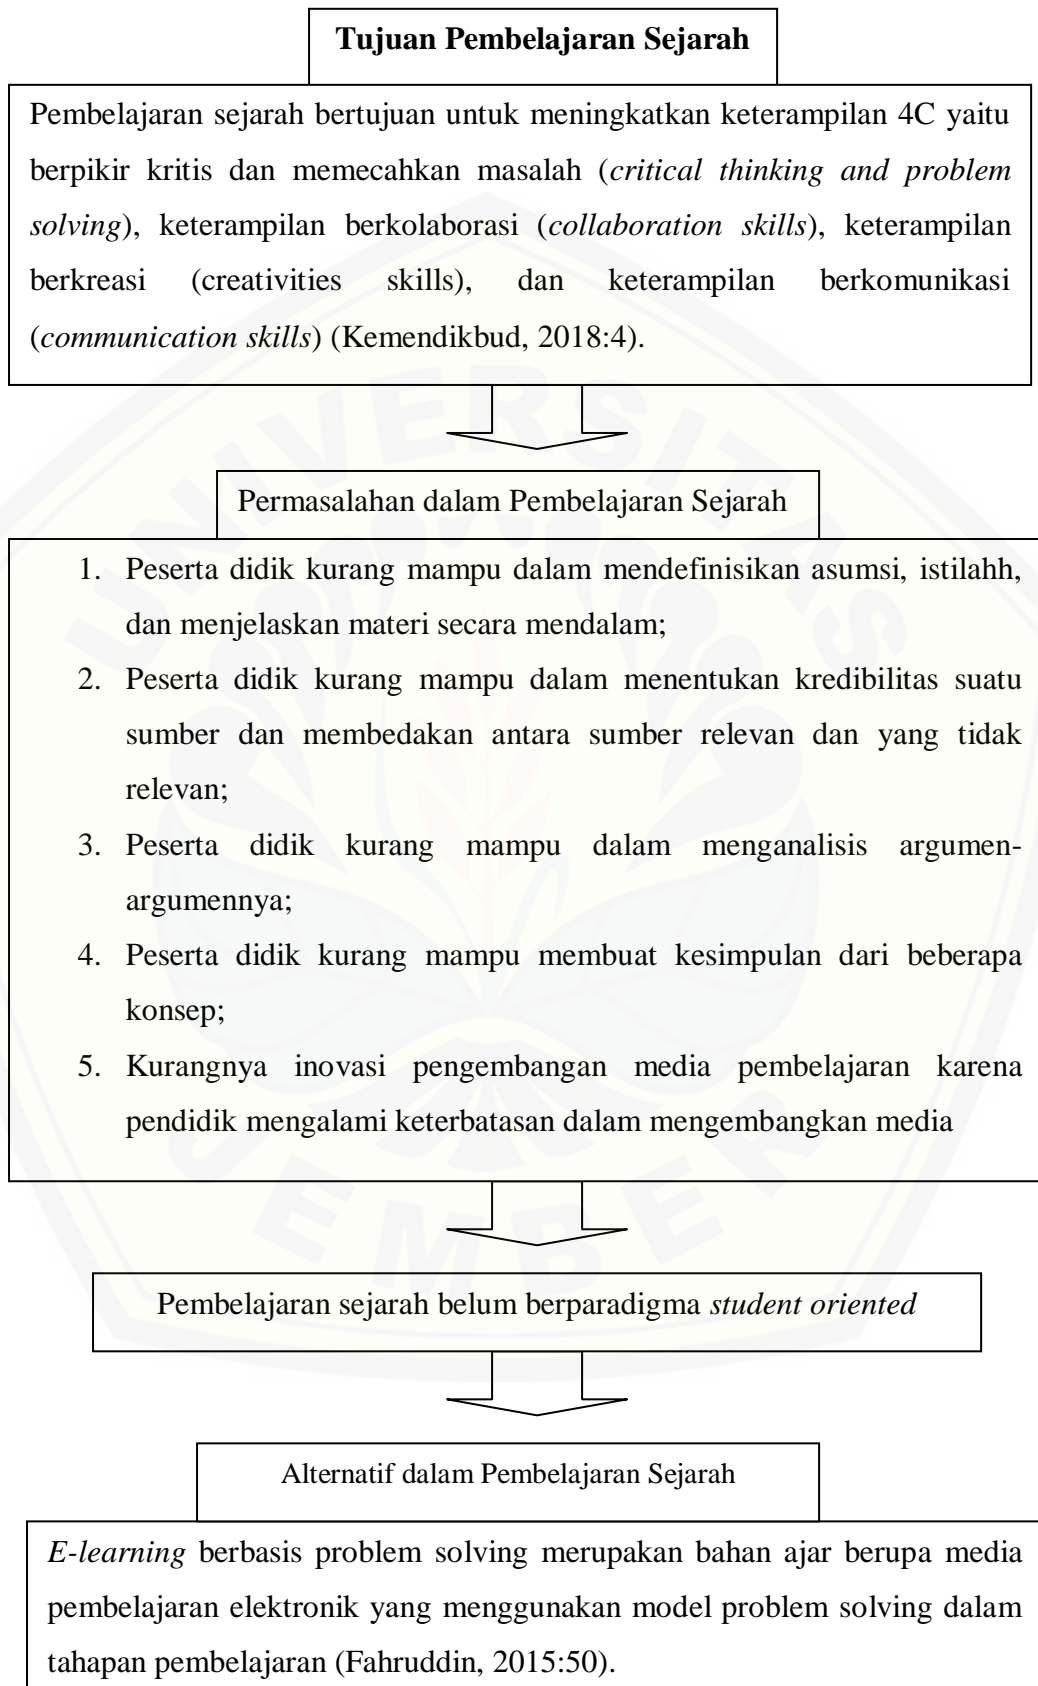 Tujuan Pembelajaran Sejarah
Pembelajaran sejarah bertujuan untuk meningkatkan keterampilan 4C yaitu
berpikir kritis dan memecahkan masalah (critical thinking and problem
solving), keterampilan berkolaborasi (collaboration skills), keterampilan
berkreasi (creativities skills), dan keterampilan berkomunikasi
(communication skills) (Kemendikbud, 2018:4).
Permasalahan dalam Pembelajaran Sejarah
1. Peserta didik kurang mampu dalam mendefinisikan asumsi, istilahh,
dan menjelaskan materi secara mendalam;
2. Peserta didik kurang mampu dalam menentukan kredibilitas suatu
sumber dan membedakan antara sumber relevan dan yang tidak
relevan;
3. Peserta didik kurang mampu dalam menganalisis argumen-
argumennya;
4. Peserta didik kurang mampu membuat kesimpulan dari beberapa
konsep;
5. Kurangnya inovasi pengembangan media pembelajaran karena
pendidik mengalami keterbatasan dalam mengembangkan media
Pembelajaran sejarah belum berparadigma student oriented
Alternatif dalam Pembelajaran Sejarah
E-learning berbasis problem solving merupakan bahan ajar berupa media
pembelajaran elektronik yang menggunakan model problem solving dalam
tahapan pembelajaran (Fahruddin, 2015:50).
UNIVERSITAS
JEMBER